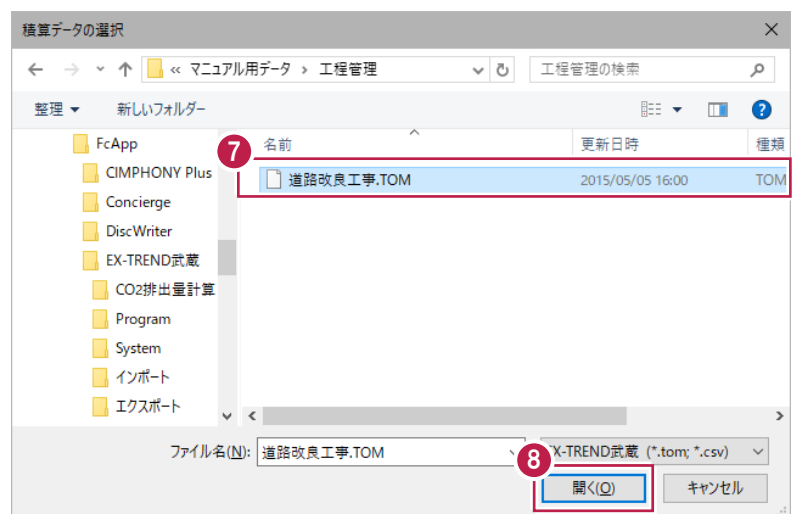 積算データの選択
« マニュアル用データ › 工程管理
工程管理の検索
整理 新しいフォルダー
FcApp
CIMPHONY Plus
Concierge
DiscWriter
EX-TREND武蔵
CO2排出量計算
Program
System
インポート
エクスポート
名前 更新日時 種類
7
道路改良工事.TOM 2015/05/05 16:00 TOM
ファイル名(N): 道路改良工事.TOM
EX-TREND武蔵 (*.tom; *.csv)
8
開く(O) キャンセル